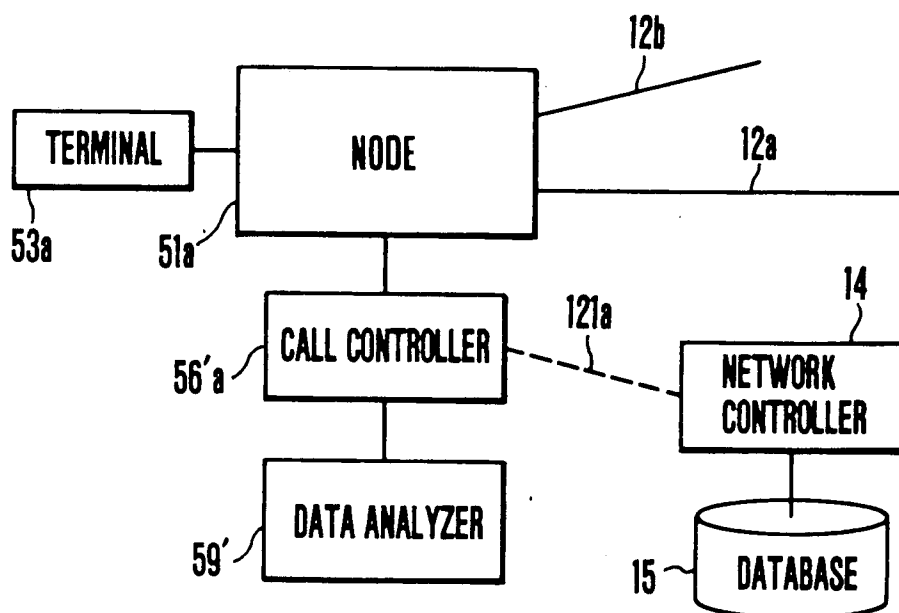 12b
TERMINAL
NODE
12a
53a
51a
14
121a
CALL CONTROLLER
56'a
NETWORK
CONTROLLER
DATA ANALYZER
59'
15
DATABASE